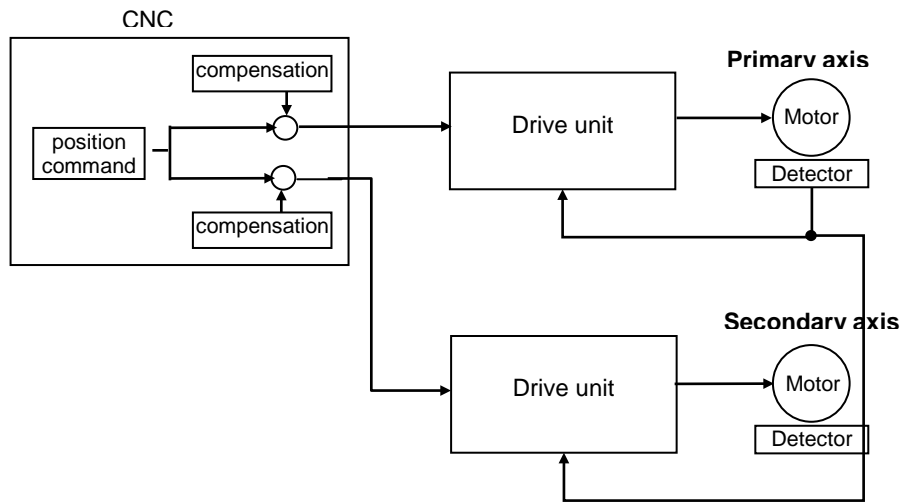 CNC
compensation
position
command
compensation
Drive unit
Primary axis
Motor
Detector
Drive unit
Secondary axis
Motor
Detector